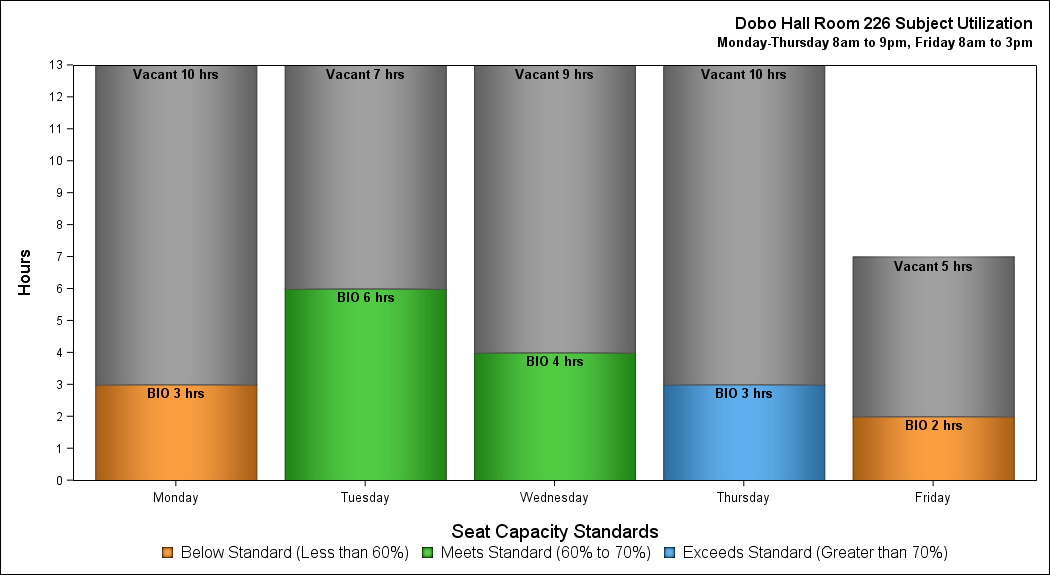 Dobo Hall Room 226 Subject Utilization
Monday-Thursday 8am to 9pm, Friday 8am to 3pm
13
12
11
10
9
8
7
6
5
4
3
2
1
0
Hours
Vacant 10 hrs
Vacant 7 hrs
Vacant 9 hrs
Vacant 10 hrs
Vacant 5 hrs
BIO 3 hrs
BIO 6 hrs
BIO 4 hrs
BIO 3 hrs
BIO 2 hrs
Monday
Tuesday
Wednesday
Thursday
Friday
Seat Capacity Standards
Below Standard (Less than 60%)
Meets Standard (60% to 70%)
Exceeds Standard (Greater than 70%)